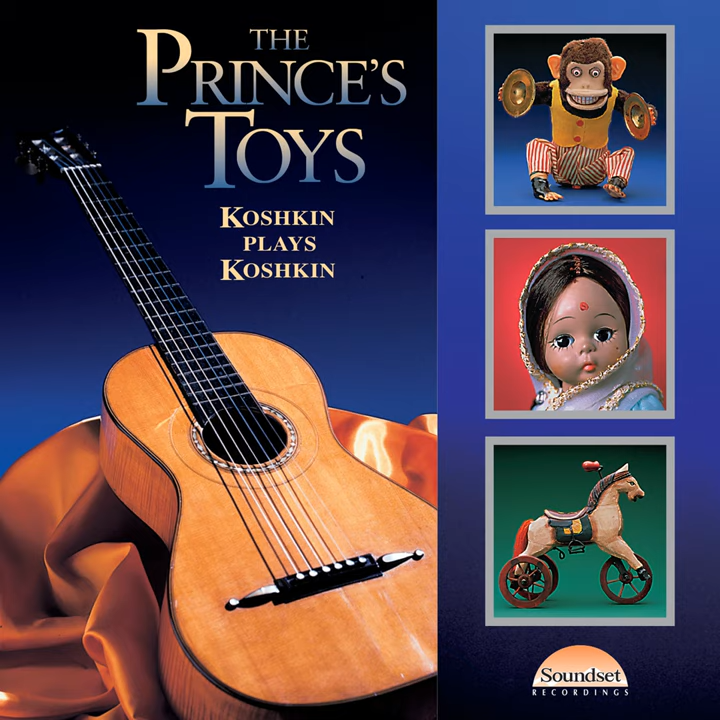 THE
PRINCE'S
TOYS
KOSHKIN
PLAYS
KOSHKIN
Soundset
RECORDINGS